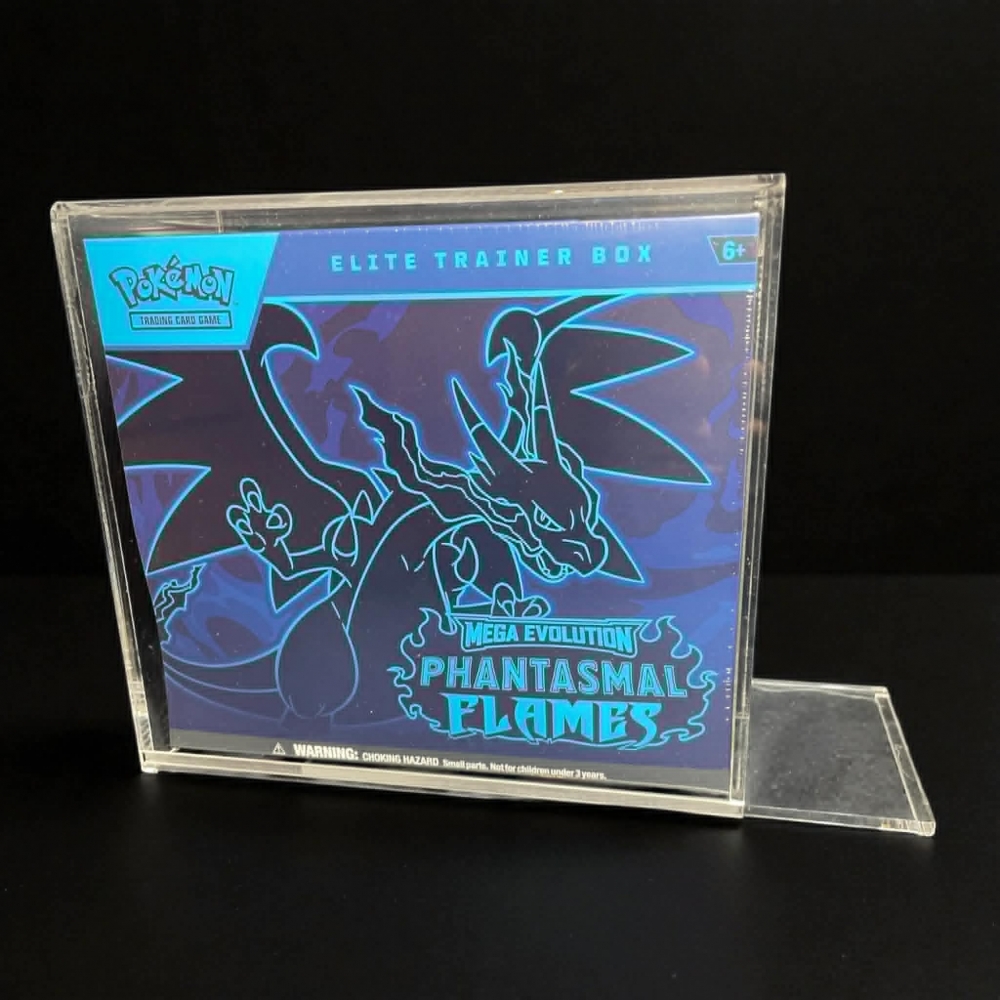 POKéMON
TRADING CARD GAME
ELITE TRAINER BOX
6+
MEGA EVOLUTION
PHANTASMAL
FLAMES
⚠ WARNING: CHOKING HAZARD Small parts. Not for children under 3 years.